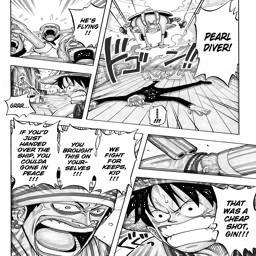 PEARL
DIVER!
HE'S
FLYING
!!
GRRR...
WE
FIGHT
FOR
KEEPS,
KID
!!!
YOU
BROUGHT
THIS ON
YOUR-
SELVES
!!!
IF YOU'D
JUST
HANDED
OVER THE
SHIP, YOU
COULDA
GONE IN
PEACE
!!!
THAT
WAS A
CHEAP
SHOT,
GIN!!!